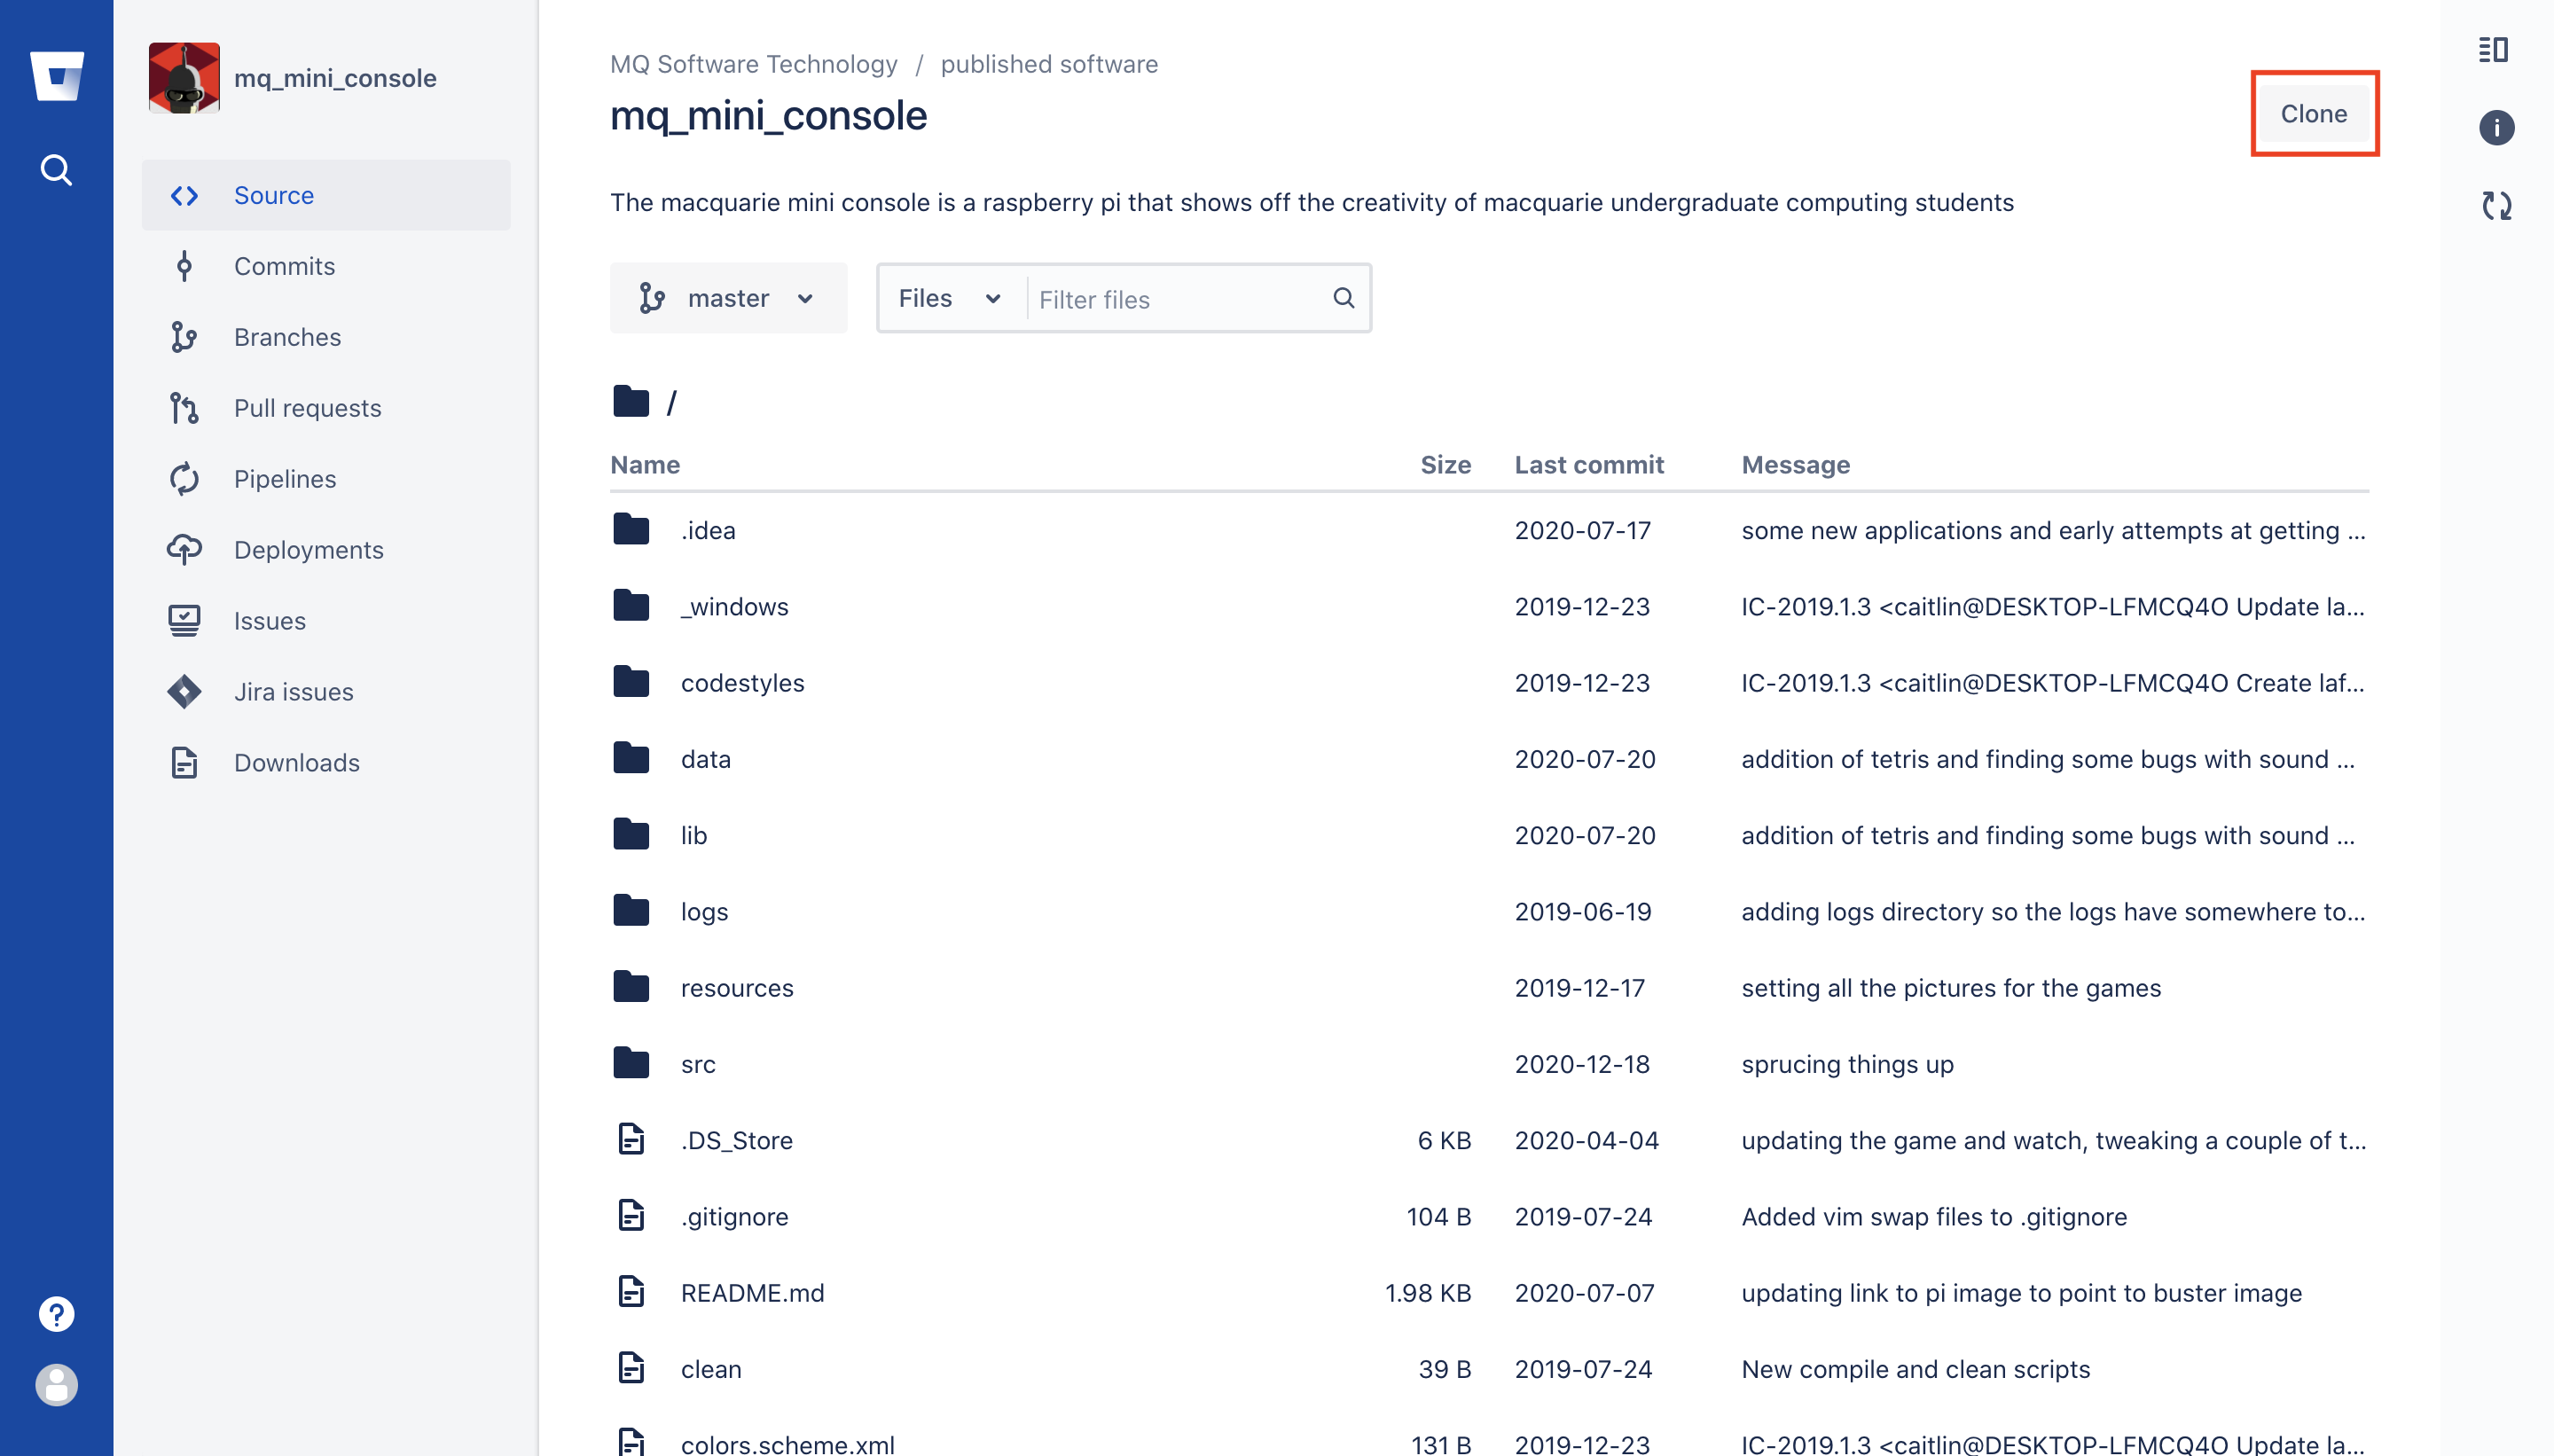 mq_mini_console
Source
Commits
Branches
Pull requests
Pipelines
Deployments
Issues
Jira issues
Downloads
MQ Software Technology / published software
mq_mini_console
Clone
The macquarie mini console is a raspberry pi that shows off the creativity of macquarie undergraduate computing students
master Files Filter files
/
Name Size Last commit Message
.idea 2020-07-17 some new applications and early attempts at getting ...
_windows 2019-12-23 IC-2019.1.3 <caitlin@DESKTOP-LFMCQ4O Update la...
codestyles 2019-12-23 IC-2019.1.3 <caitlin@DESKTOP-LFMCQ4O Create laf...
data 2020-07-20 addition of tetris and finding some bugs with sound ...
lib 2020-07-20 addition of tetris and finding some bugs with sound ...
logs 2019-06-19 adding logs directory so the logs have somewhere to...
resources 2019-12-17 setting all the pictures for the games
src 2020-12-18 sprucing things up
.DS_Store 6 KB 2020-04-04 updating the game and watch, tweaking a couple of t...
.gitignore 104 B 2019-07-24 Added vim swap files to .gitignore
README.md 1.98 KB 2020-07-07 updating link to pi image to point to buster image
clean 39 B 2019-07-24 New compile and clean scripts
colors.scheme.xml 131 B 2019-12-23 IC-2019.1.3 <caitlin@DESKTOP-LFMCQ4O Update la...